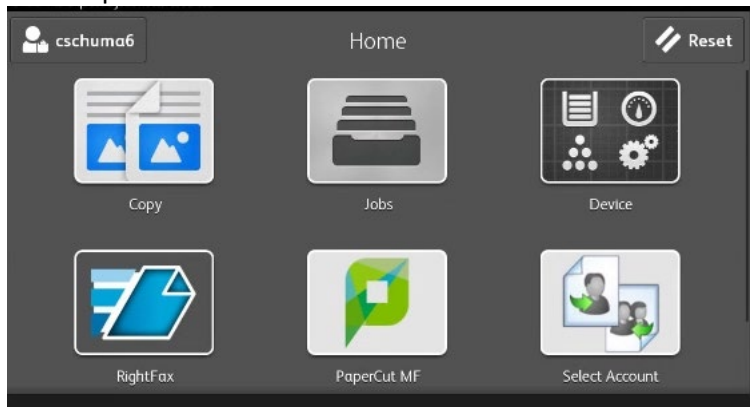 cschuma6
Home
Reset
Copy
Jobs
Device
RightFax
PaperCut MF
Select Account